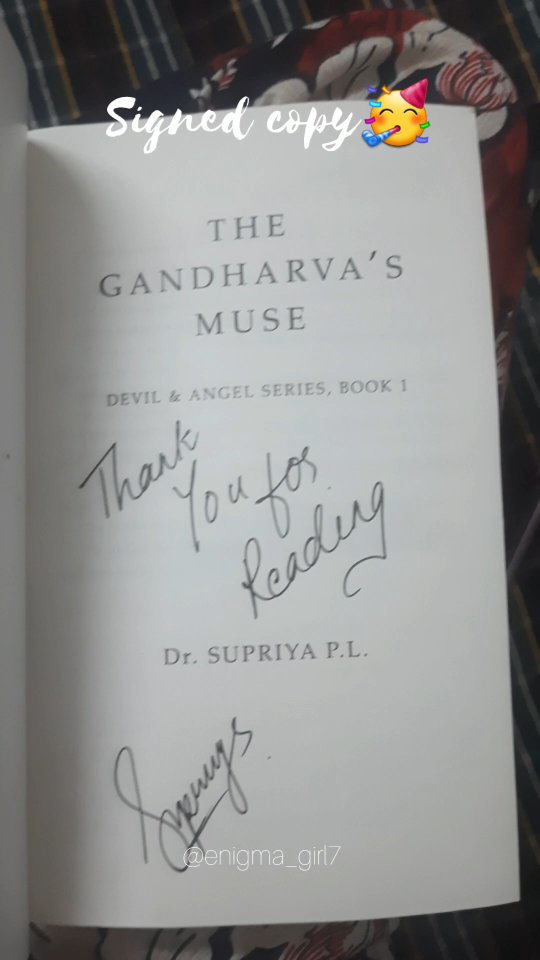 Signed copy
THE
GANDHARVA'S
MUSE
DEVIL & ANGEL SERIES, BOOK 1
Thank
You for
Reading
Dr. SUPRIYA P.L.
@enigma_girl7